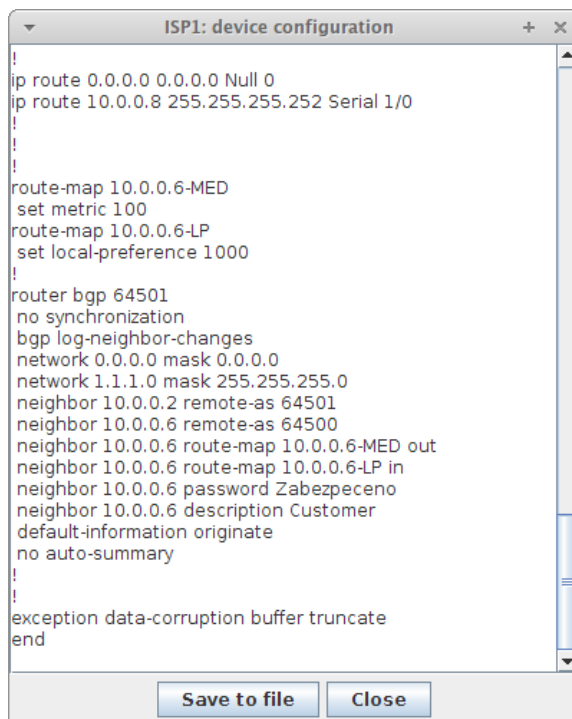 ISP1: device configuration
!
ip route 0.0.0.0 0.0.0.0 Null 0
ip route 10.0.0.8 255.255.255.252 Serial 1/0
!
!
!
route-map 10.0.0.6-MED
 set metric 100
route-map 10.0.0.6-LP
 set local-preference 1000
!
router bgp 64501
 no synchronization
 bgp log-neighbor-changes
 network 0.0.0.0 mask 0.0.0.0
 network 1.1.1.0 mask 255.255.255.0
 neighbor 10.0.0.2 remote-as 64501
 neighbor 10.0.0.6 remote-as 64500
 neighbor 10.0.0.6 route-map 10.0.0.6-MED out
 neighbor 10.0.0.6 route-map 10.0.0.6-LP in
 neighbor 10.0.0.6 password Zabezpeceno
 neighbor 10.0.0.6 description Customer
 default-information originate
 no auto-summary
!
!
exception data-corruption buffer truncate
end
Save to file Close